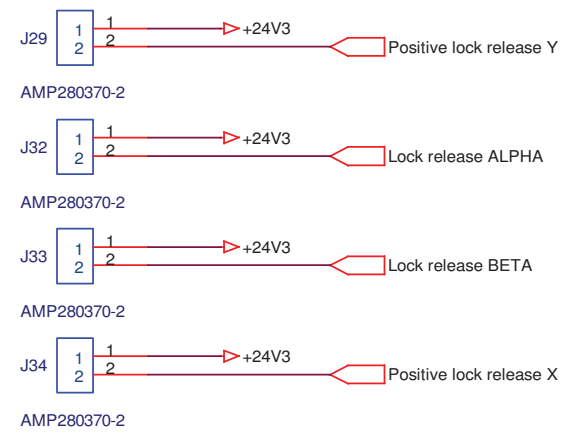 J29 1 1 +24V3
2 2 Positive lock release Y
AMP280370-2
J32 1 1 +24V3
2 2 Lock release ALPHA
AMP280370-2
J33 1 1 +24V3
2 2 Lock release BETA
AMP280370-2
J34 1 1 +24V3
2 2 Positive lock release X
AMP280370-2